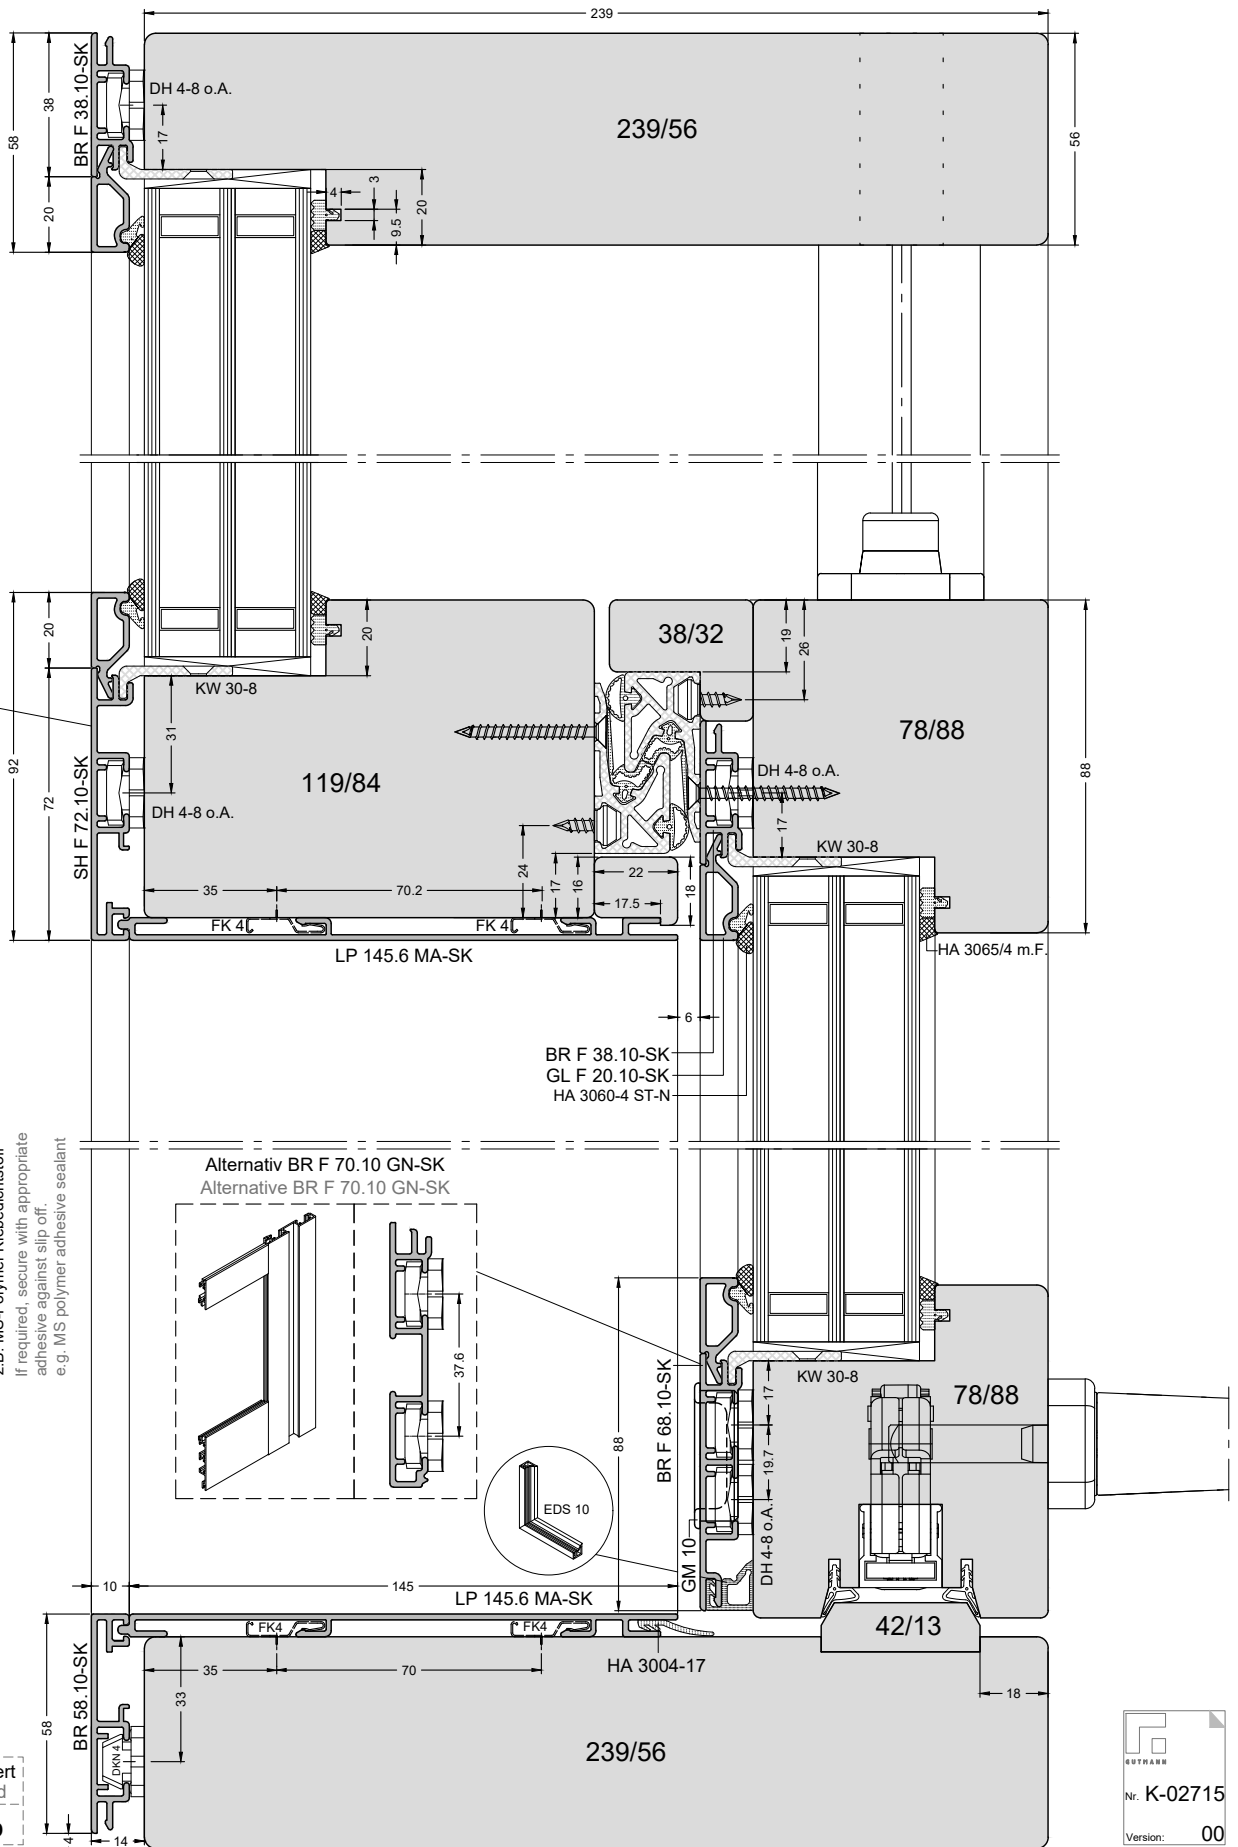 239
58
38
20
BR F 38.10-SK
DH 4-8 o.A.
17
239/56
56
4
3
9.5
20
92
20
72
SH F 72.10-SK
KW 30-8
31
DH 4-8 o.A.
20
119/84
38/32
19
26
78/88
88
DH 4-8 o.A.
17
KW 30-8
24
17
16
22
17.5
18
35
70.2
FK 4
FK 4
LP 145.6 MA-SK
HA 3065/4 m.F.
6
BR F 38.10-SK
GL F 20.10-SK
HA 3060-4 ST-N
If required, secure with appropriate
adhesive against slip off.
e.g. MS polymer adhesive sealant
Alternativ BR F 70.10 GN-SK
Alternative BR F 70.10 GN-SK
37.6
EDS 10
88
BR F 68.10-SK
GM 10
DH 4-8 o.A.
KW 30-8
17
19.7
78/88
10
145
LP 145.6 MA-SK
42/13
FK4
FK4
HA 3004-17
35
70
18
58
BR 58.10-SK
33
DKN 4
239/56
4
14
ert
d
GUTMANN
Nr. K-02715
Version: 00